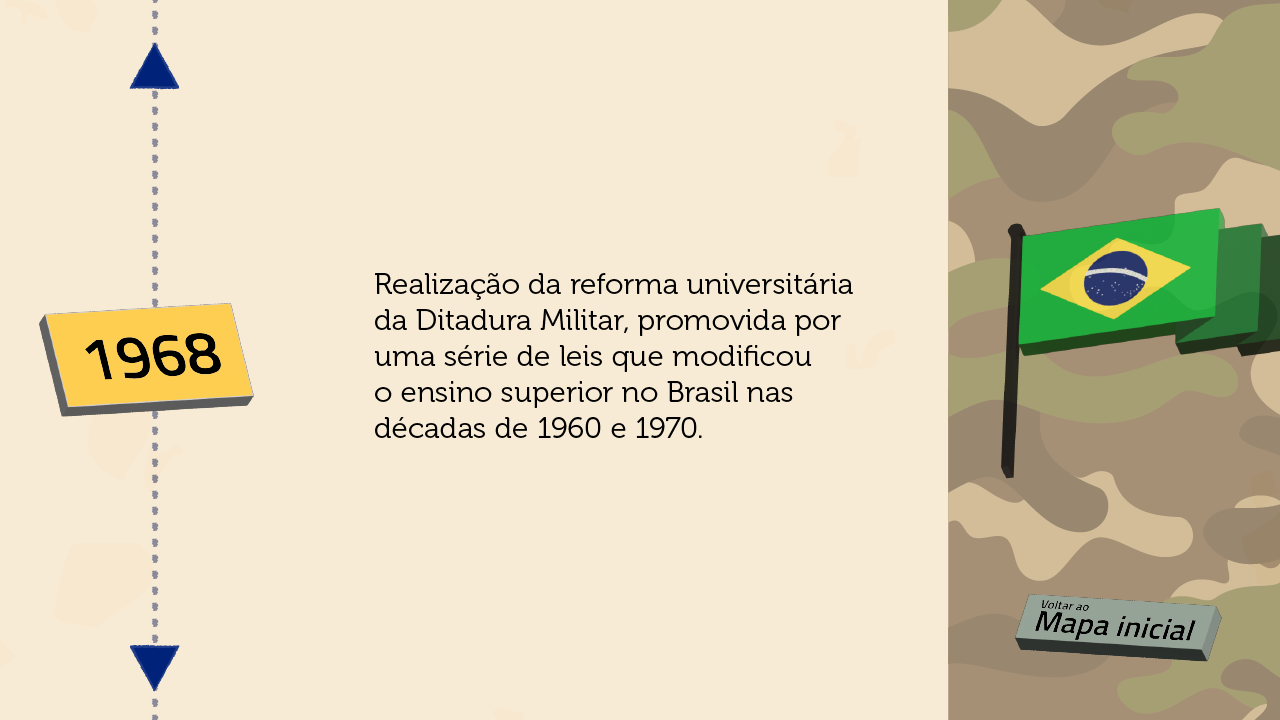 1968
Realização da reforma universitária
da Ditadura Militar, promovida por
uma série de leis que modificou
o ensino superior no Brasil nas
décadas de 1960 e 1970.
Voltar ao
Mapa inicial